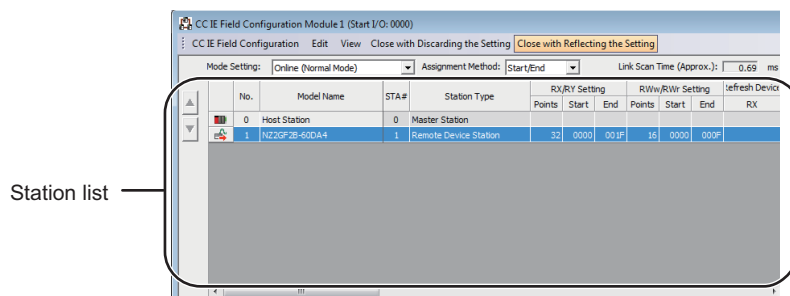 CC IE Field Configuration Module 1 (Start I/O: 0000)
CC IE Field Configuration Edit View Close with Discarding the Setting Close with Reflecting the Setting
Mode Setting: Online (Normal Mode) Assignment Method: Start/End Link Scan Time (Approx.): 0.69 ms
No. Model Name STA# Station Type RX/RY Setting RWw/RWr Setting Refresh Device
Points Start End Points Start End RX
0 Host Station 0 Master Station
1 NZ2GF2B-60DA4 1 Remote Device Station 32 0000 001F 16 0000 000F
Station list